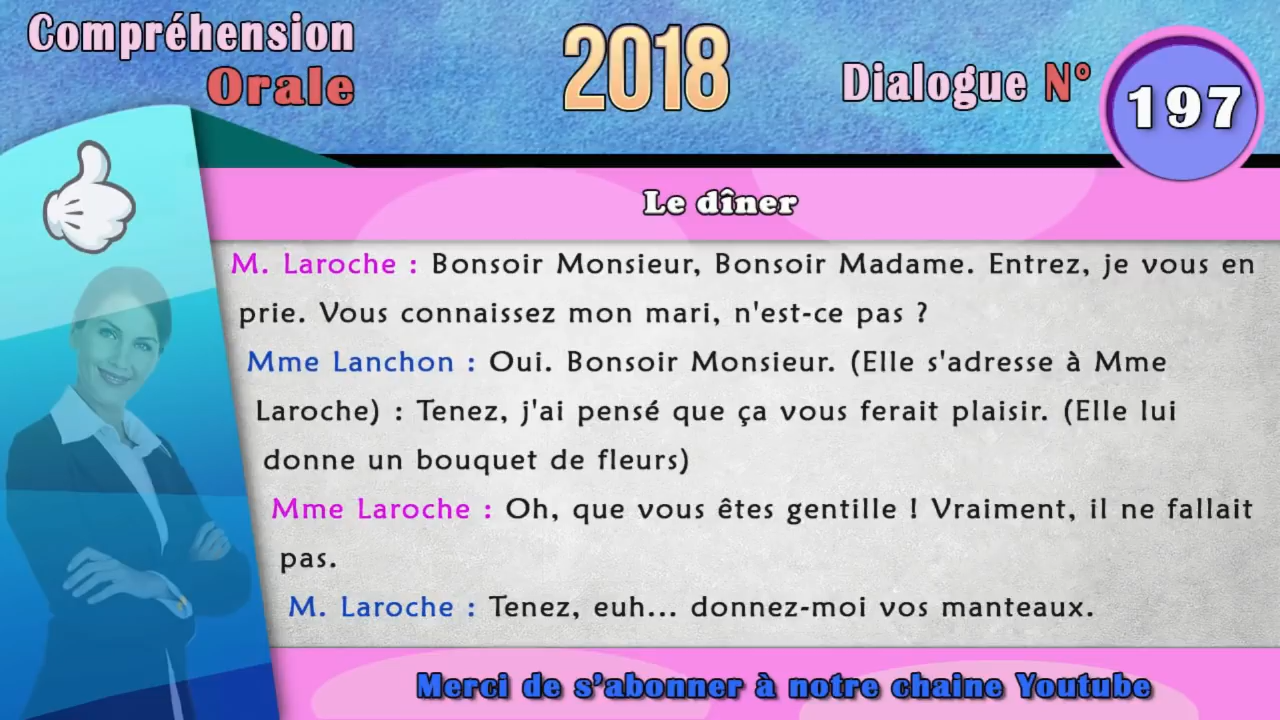 Compréhension
Orale
2018
Dialogue N°
197
Le dîner
M. Laroche : Bonsoir Monsieur, Bonsoir Madame. Entrez, je vous en
prie. Vous connaissez mon mari, n'est-ce pas ?
Mme Lanchon : Oui. Bonsoir Monsieur. (Elle s'adresse à Mme
Laroche) : Tenez, j'ai pensé que ça vous ferait plaisir. (Elle lui
donne un bouquet de fleurs)
Mme Laroche : Oh, que vous êtes gentille ! Vraiment, il ne fallait
pas.
M. Laroche : Tenez, euh... donnez-moi vos manteaux.
Merci de s'abonner à notre chaine Youtube